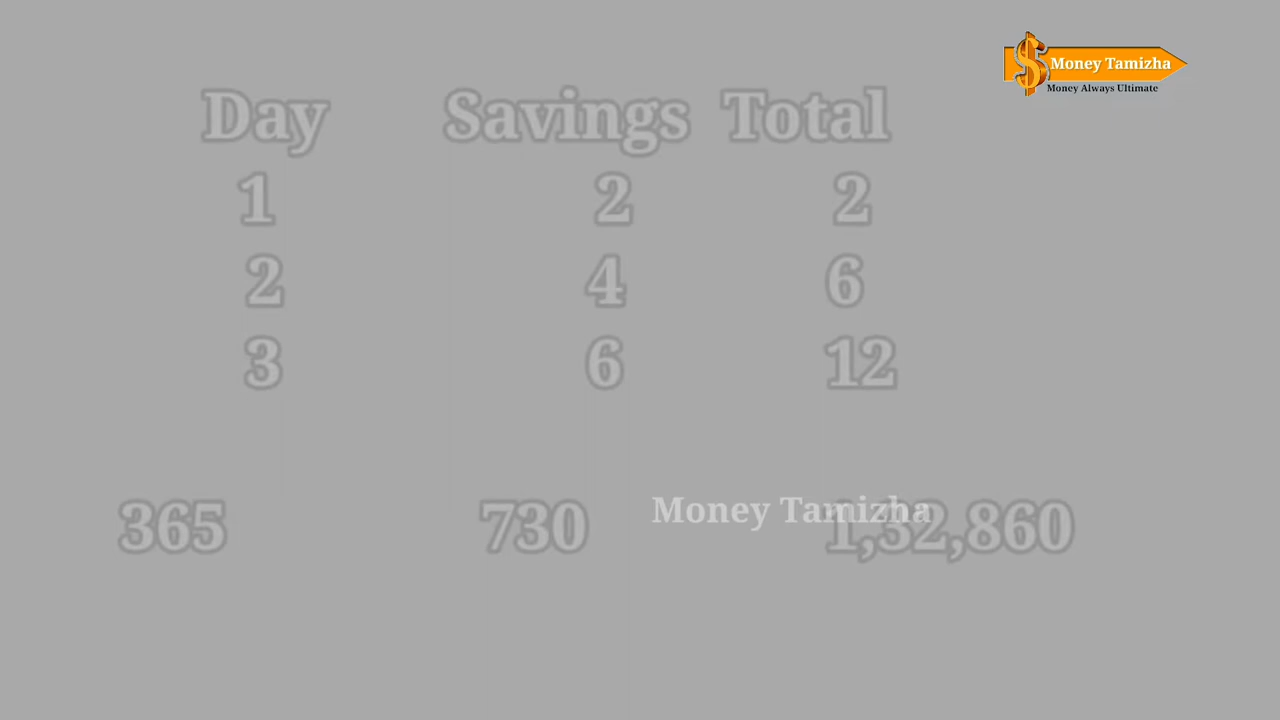 $ Money Tamizha
Money Always Ultimate
Day Savings Total
1 2 2
2 4 6
3 6 12
365 730 1,32,860
Money Tamizha